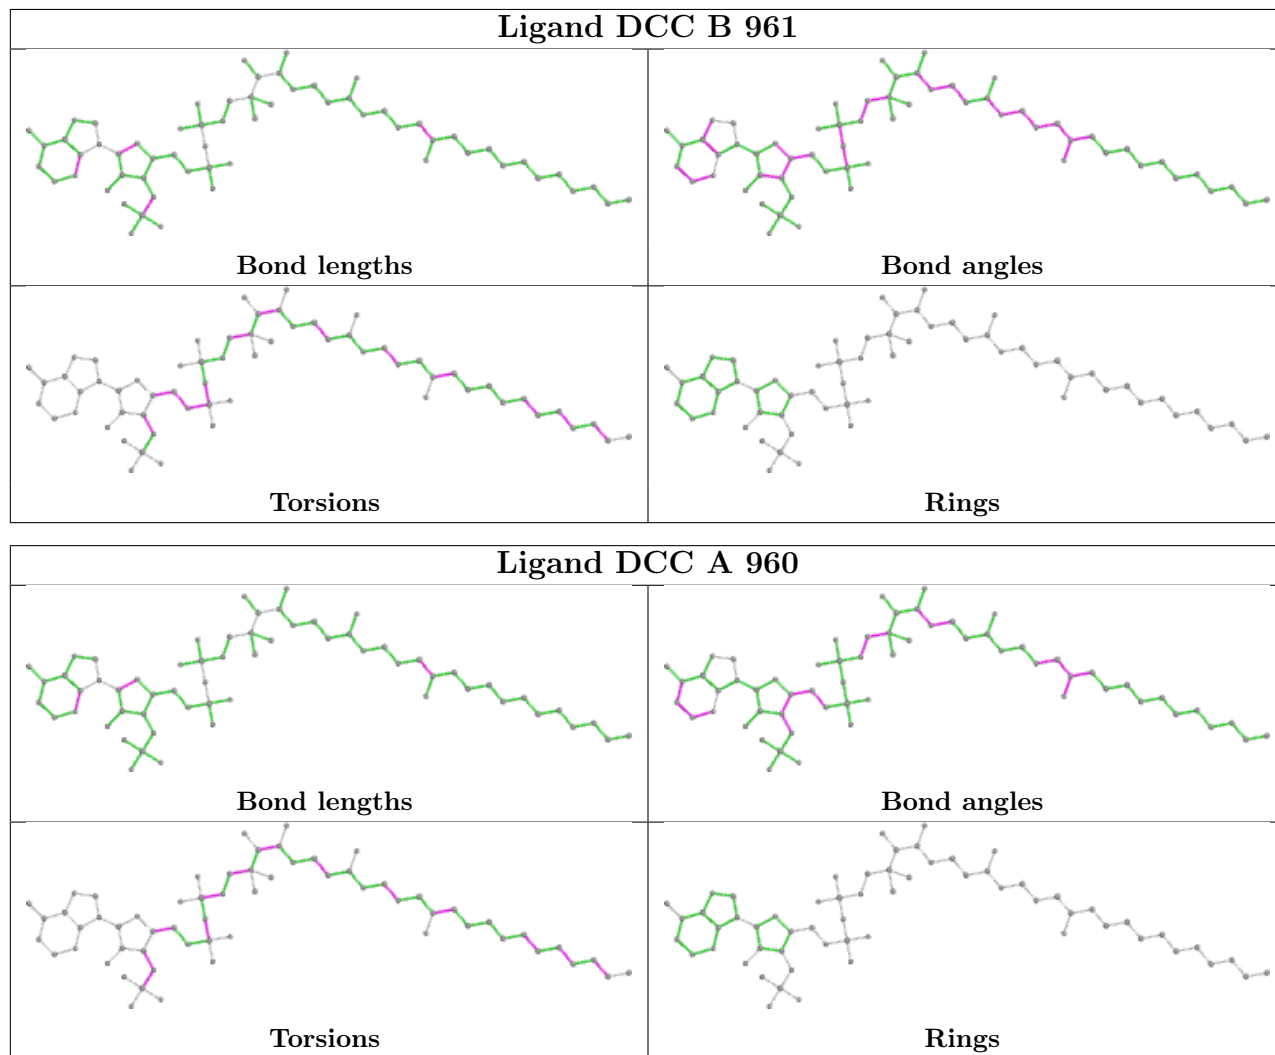 Ligand DCC B 961
Bond lengths
Bond angles
Torsions
Rings
Ligand DCC A 960
Bond lengths
Bond angles
Torsions
Rings